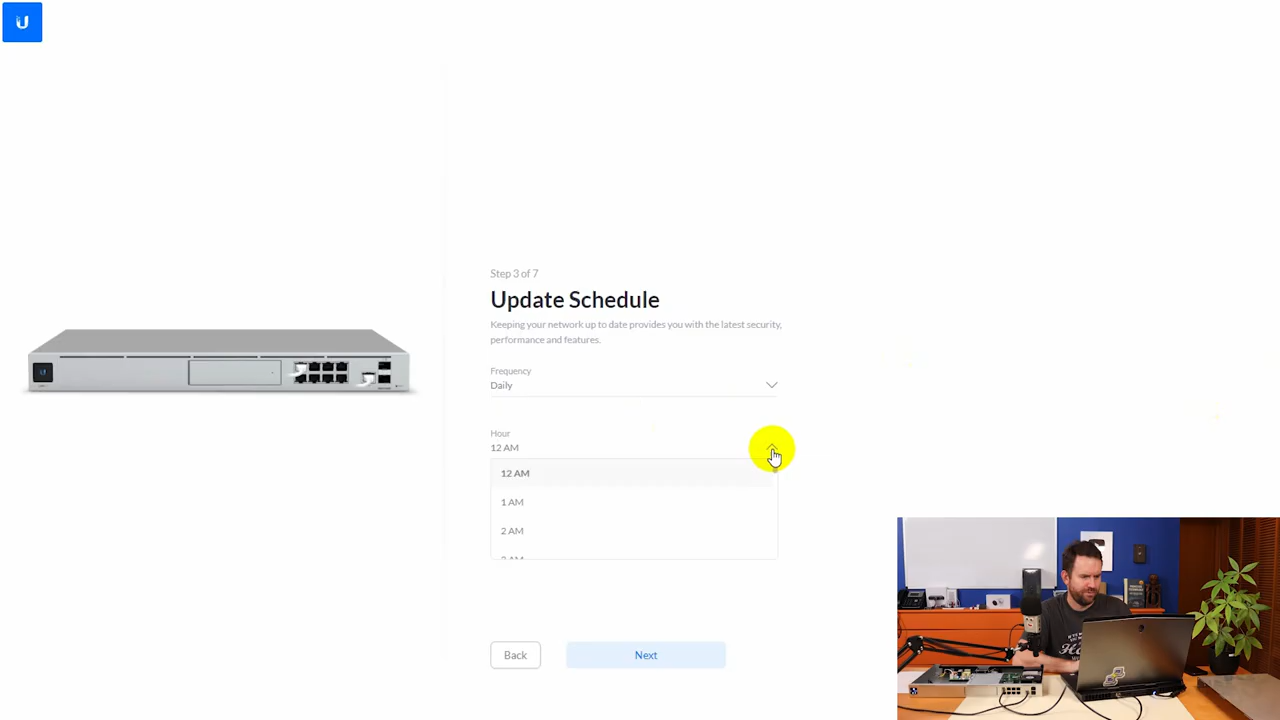 Step 3 of 7
Update Schedule
Keeping your network up to date provides you with the latest security,
performance and features.
Frequency
Daily
Hour
12 AM
12 AM
1 AM
2 AM
Back
Next